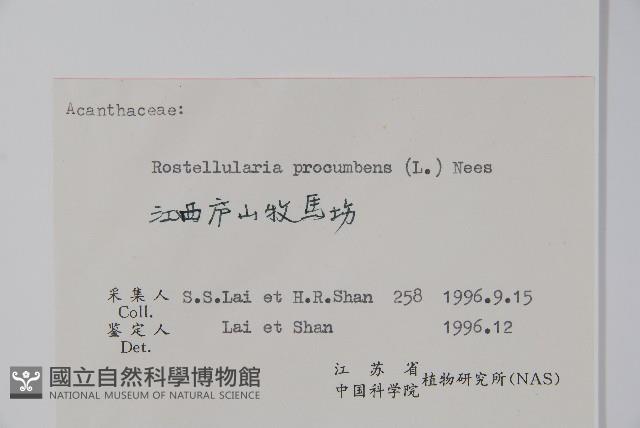 Acanthaceae:
Rostellularia procumbens (L.) Nees
江西庐山牧馬场
采集人 S.S.Lai et H.R.Shan 258 1996.9.15
Coll.
鉴定人 Lai et Shan 1996.12
Det.
江苏省
中国科学院 植物研究所(NAS)
國立自然科學博物館
NATIONAL MUSEUM OF NATURAL SCIENCE